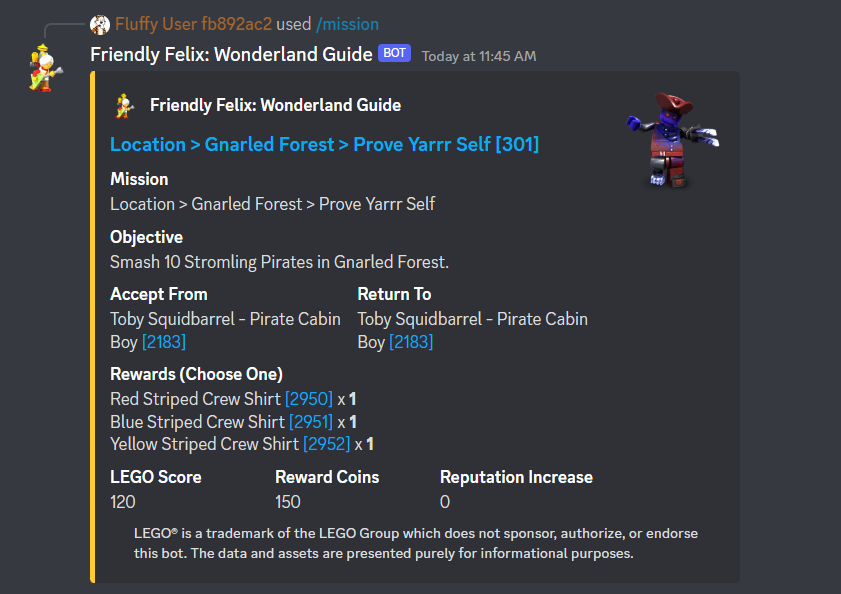 Fluffy User fb892ac2 used /mission
Friendly Felix: Wonderland Guide BOT Today at 11:45 AM
Friendly Felix: Wonderland Guide
Location > Gnarled Forest > Prove Yarrr Self [301]
Mission
Location > Gnarled Forest > Prove Yarrr Self
Objective
Smash 10 Stromling Pirates in Gnarled Forest.
Accept From Return To
Toby Squidbarrel - Pirate Cabin Toby Squidbarrel - Pirate Cabin
Boy [2183] Boy [2183]
Rewards (Choose One)
Red Striped Crew Shirt [2950] x 1
Blue Striped Crew Shirt [2951] x 1
Yellow Striped Crew Shirt [2952] x 1
LEGO Score Reward Coins Reputation Increase
120 150 0
LEGO® is a trademark of the LEGO Group which does not sponsor, authorize, or endorse
this bot. The data and assets are presented purely for informational purposes.